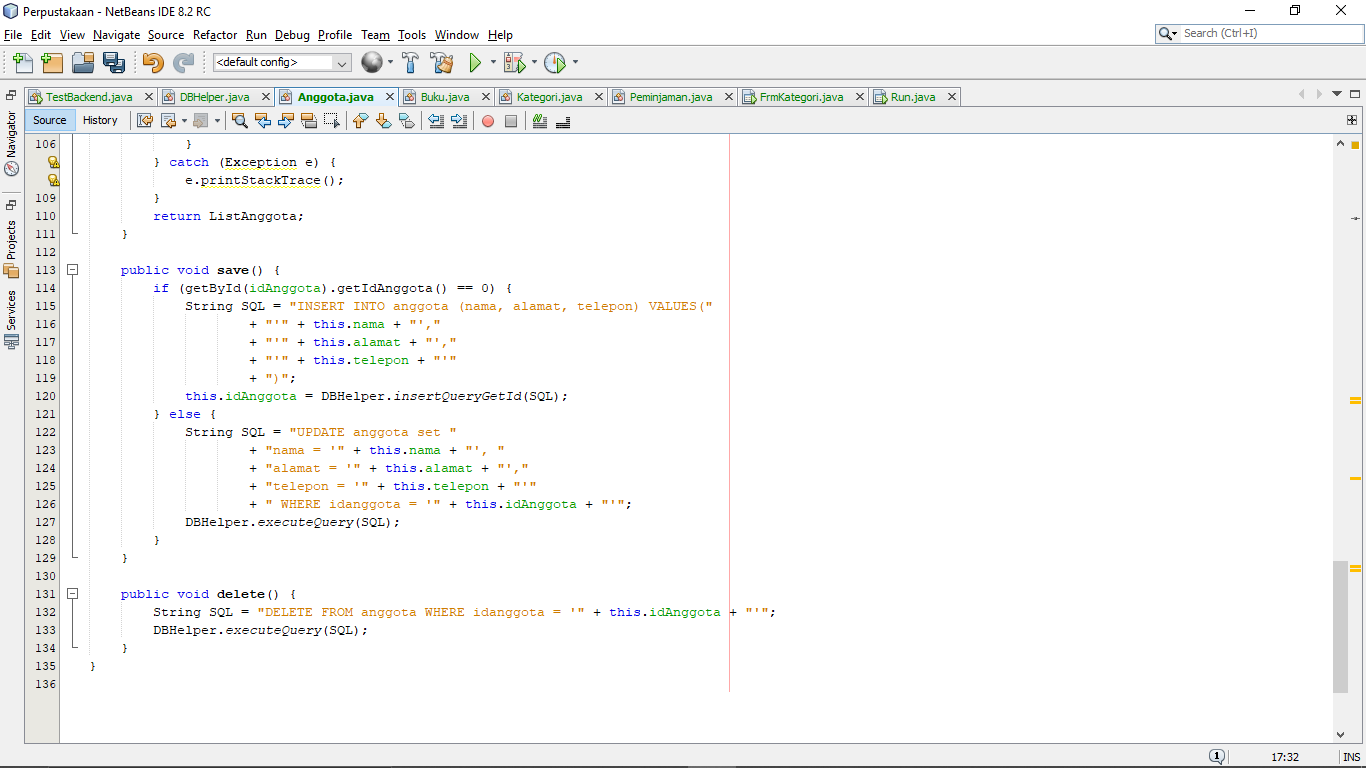 Perpustakaan - NetBeans IDE 8.2 RC
File Edit View Navigate Source Refactor Run Debug Profile Team Tools Window Help
Search (Ctrl+I)
<default config>
TestBackend.java DBHelper.java Anggota.java Buku.java Kategori.java Peminjaman.java FrmKategori.java Run.java
Source History
Navigator
Projects
Services
106 }
} catch (Exception e) {
e.printStackTrace();
109 }
110 return ListAnggota;
111 }
112
113 public void save() {
114 if (getById(idAnggota).getIdAnggota() == 0) {
115 String SQL = "INSERT INTO anggota (nama, alamat, telepon) VALUES("
116 + "'" + this.nama + "',"
117 + "'" + this.alamat + "',"
118 + "'" + this.telepon + "'"
119 + ")";
120 this.idAnggota = DBHelper.insertQueryGetId(SQL);
121 } else {
122 String SQL = "UPDATE anggota set "
123 + "nama = '" + this.nama + "', "
124 + "alamat = '" + this.alamat + "',"
125 + "telepon = '" + this.telepon + "'"
126 + " WHERE idanggota = '" + this.idAnggota + "'";
127 DBHelper.executeQuery(SQL);
128 }
129 }
130
131 public void delete() {
132 String SQL = "DELETE FROM anggota WHERE idanggota = '" + this.idAnggota + "'";
133 DBHelper.executeQuery(SQL);
134 }
135 }
136
1 17:32 INS